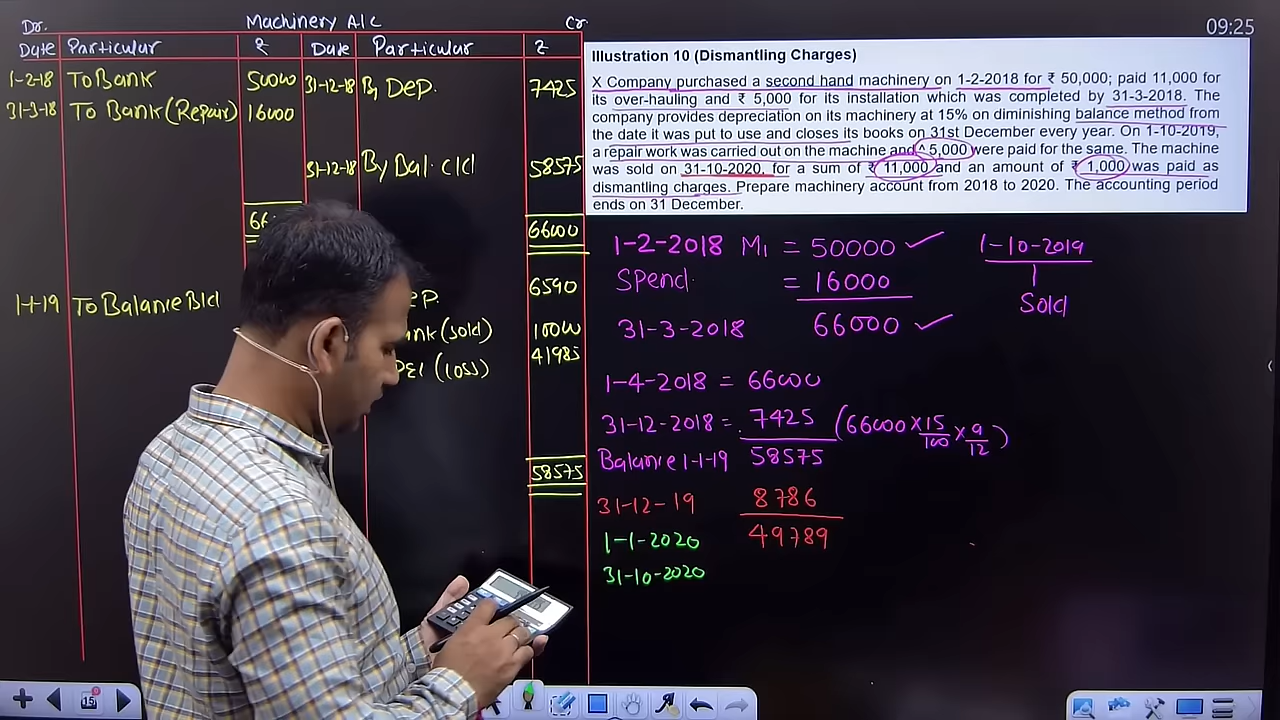 09:25
Machinery A/c
Dr.
Cr.
Date Particular ₹ Date Particular ₹
1-2-18 To Bank 50000 31-12-18 By Dep. 7425
31-3-18 To Bank (Repair) 16000
31-12-18 By Bal. c/d 58575
66000
1-1-19 To Balance B/d
ep. 6590
ank (sold) 10000
P&l (loss) 41985
58575
Illustration 10 (Dismantling Charges)
X Company purchased a second hand machinery on 1-2-2018 for ₹ 50,000; paid 11,000 for
its over-hauling and ₹ 5,000 for its installation which was completed by 31-3-2018. The
company provides depreciation on its machinery at 15% on diminishing balance method from
the date it was put to use and closes its books on 31st December every year. On 1-10-2019,
a repair work was carried out on the machine and ^ 5,000 were paid for the same. The machine
was sold on 31-10-2020, for a sum of ₹ 11,000 and an amount of ₹ 1,000 was paid as
dismantling charges. Prepare machinery account from 2018 to 2020. The accounting period
ends on 31 December.
1-2-2018 M1 = 50000
Spend = 16000
31-3-2018 66000
1-10-2019
Sold
1-4-2018 = 66000
31-12-2018 = 7425 (66000 × 15/100 × 9/12)
Balance 1-1-19 58575
31-12-19 8786
1-1-2020 49789
31-10-2020
15